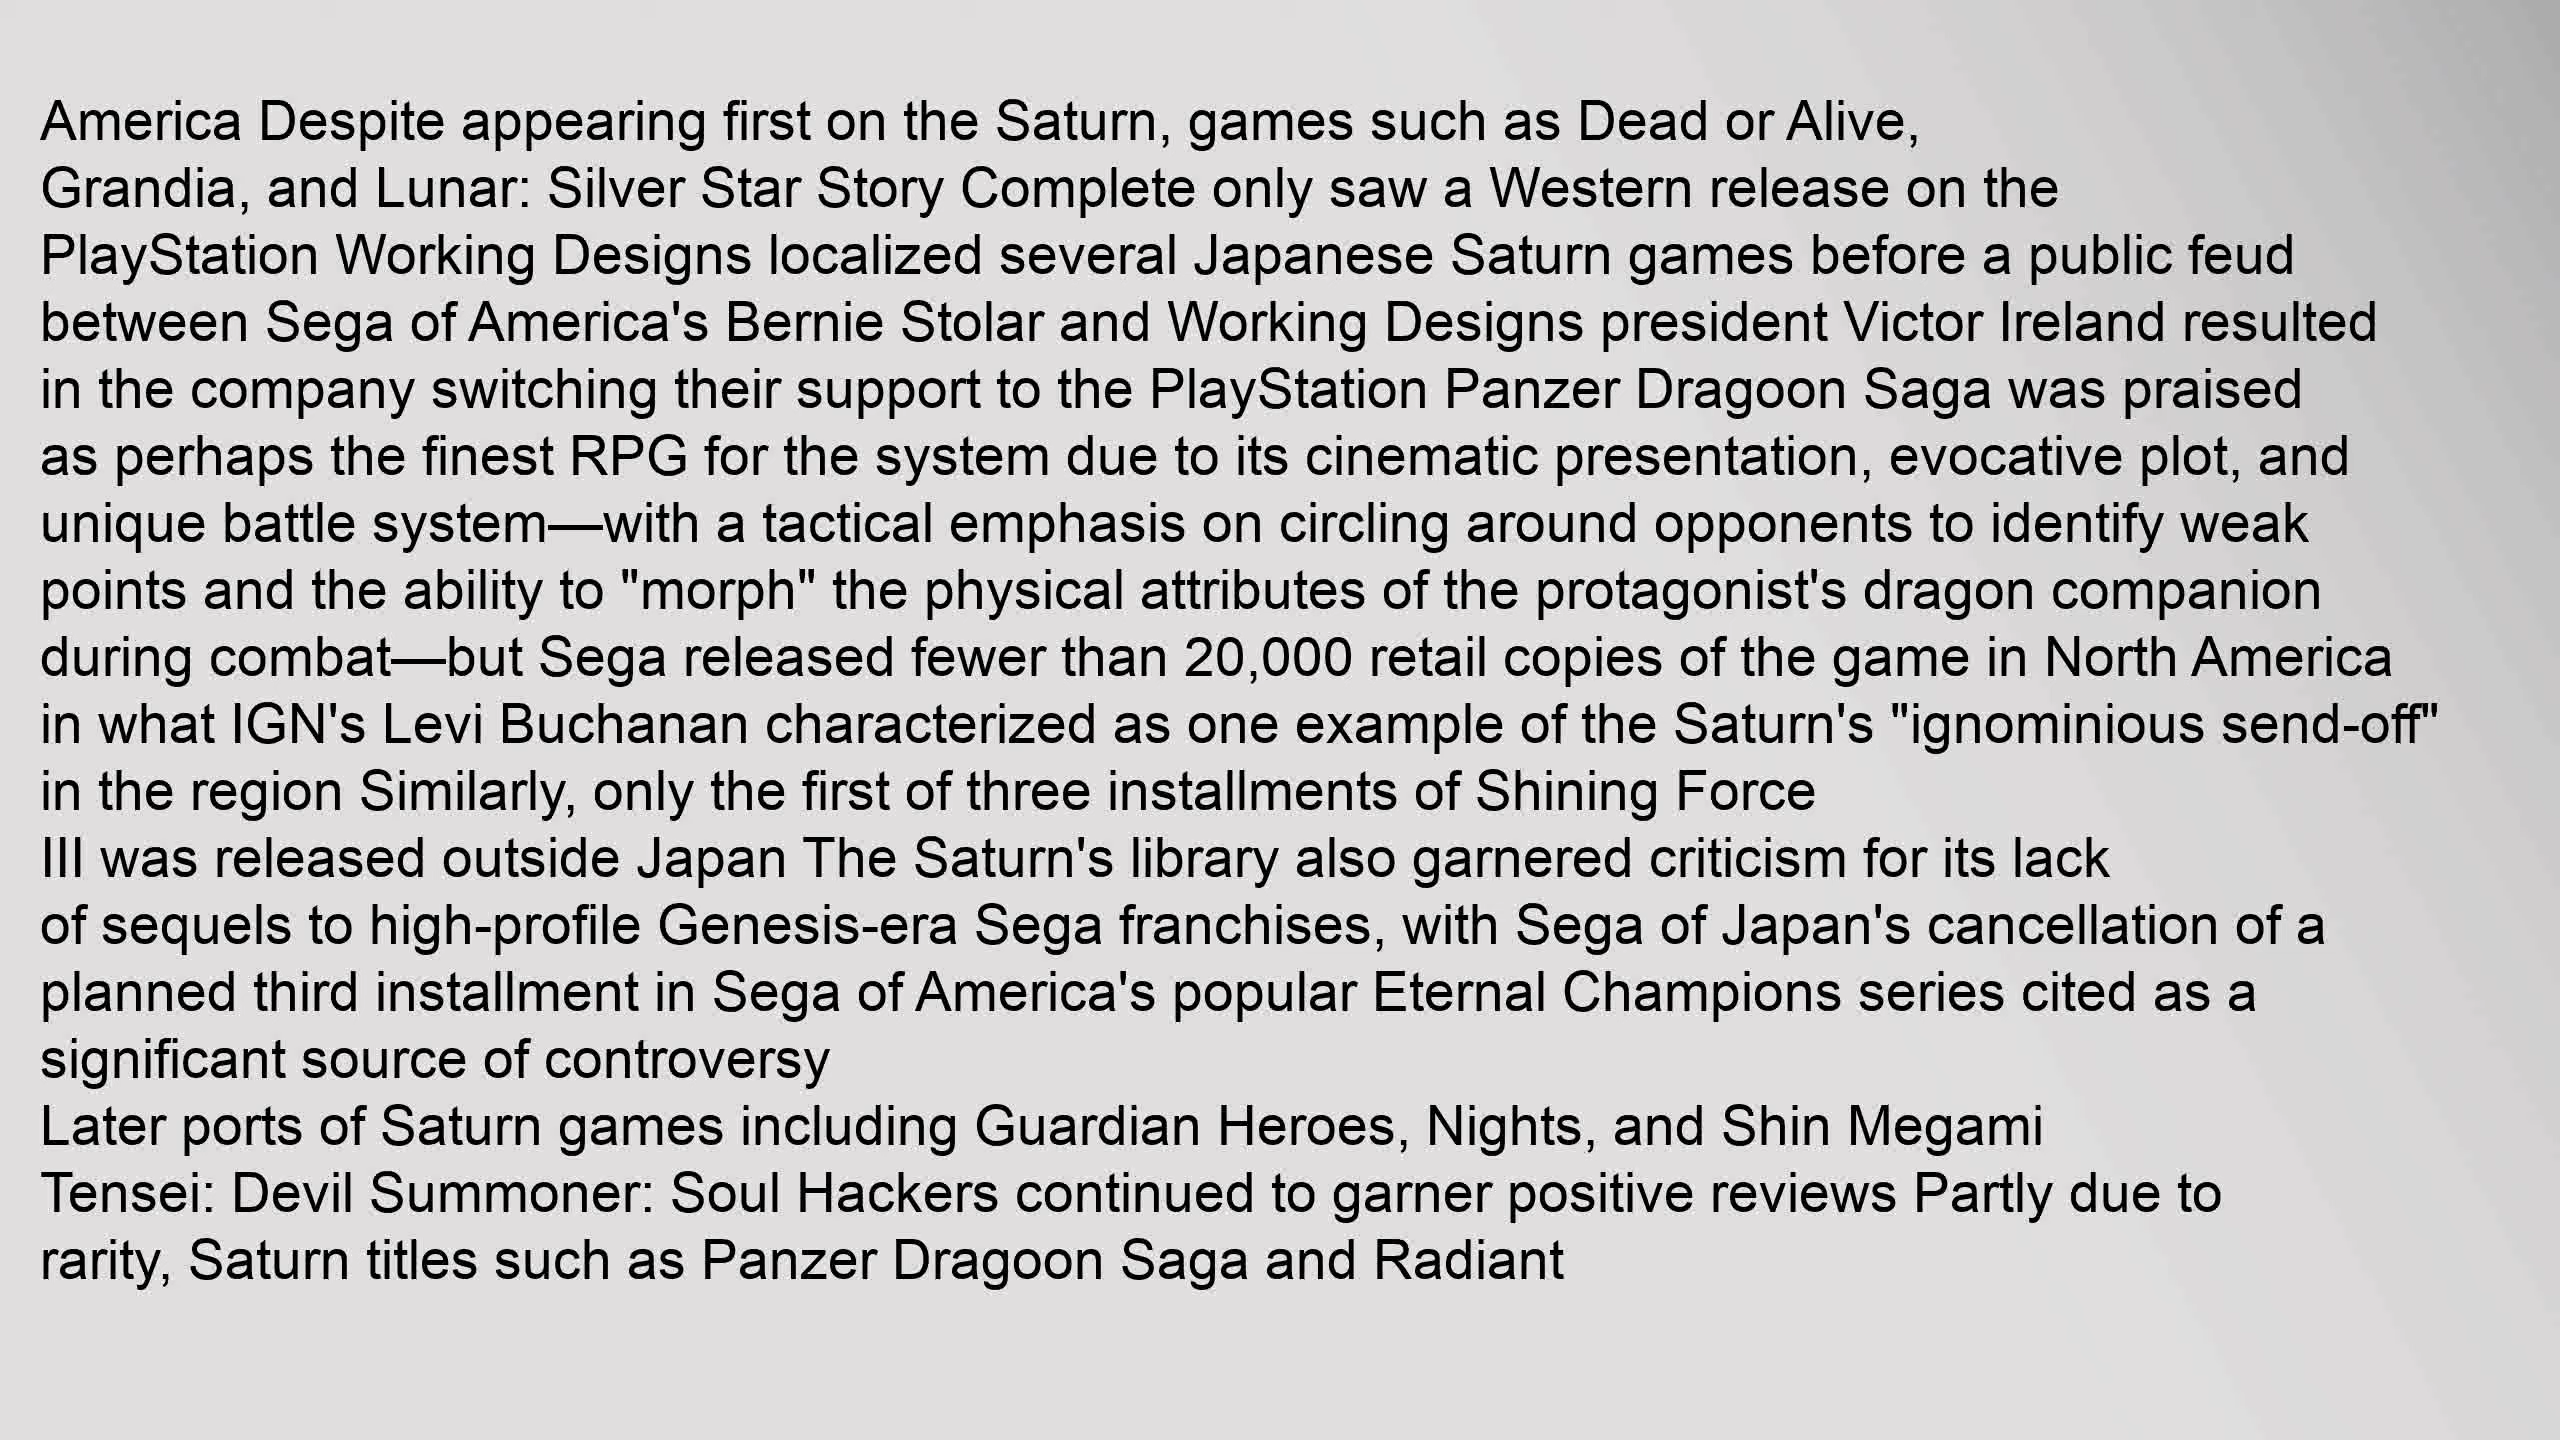 America Despite appearing first on the Saturn, games such as Dead or Alive,
Grandia, and Lunar: Silver Star Story Complete only saw a Western release on the
PlayStation Working Designs localized several Japanese Saturn games before a public feud
between Sega of America's Bernie Stolar and Working Designs president Victor Ireland resulted
in the company switching their support to the PlayStation Panzer Dragoon Saga was praised
as perhaps the finest RPG for the system due to its cinematic presentation, evocative plot, and
unique battle system—with a tactical emphasis on circling around opponents to identify weak
points and the ability to "morph" the physical attributes of the protagonist's dragon companion
during combat—but Sega released fewer than 20,000 retail copies of the game in North America
in what IGN's Levi Buchanan characterized as one example of the Saturn's "ignominious send-off"
in the region Similarly, only the first of three installments of Shining Force
III was released outside Japan The Saturn's library also garnered criticism for its lack
of sequels to high-profile Genesis-era Sega franchises, with Sega of Japan's cancellation of a
planned third installment in Sega of America's popular Eternal Champions series cited as a
significant source of controversy
Later ports of Saturn games including Guardian Heroes, Nights, and Shin Megami
Tensei: Devil Summoner: Soul Hackers continued to garner positive reviews Partly due to
rarity, Saturn titles such as Panzer Dragoon Saga and Radiant